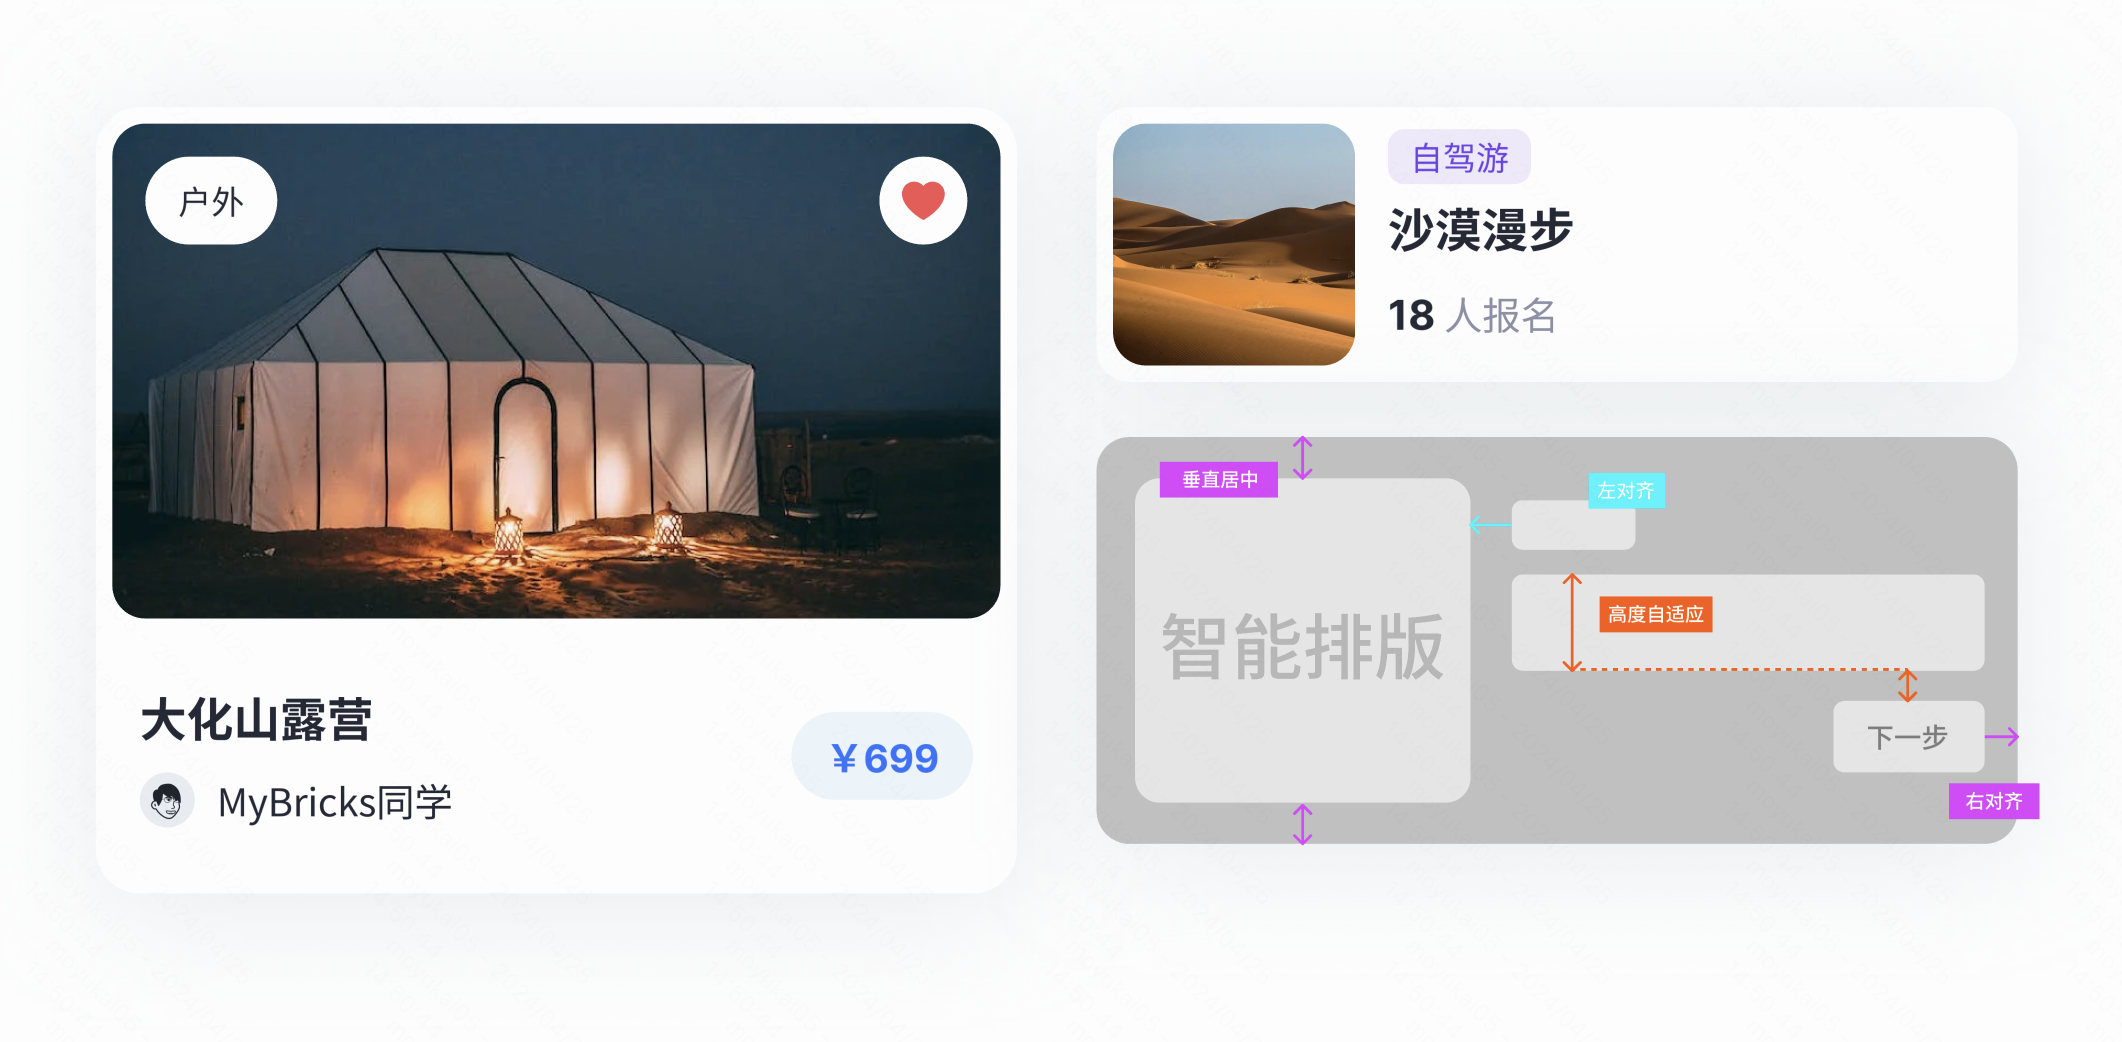 户外
大化山露营
MyBricks同学
¥699
自驾游
沙漠漫步
18 人报名
垂直居中
左对齐
智能排版
高度自适应
下一步
右对齐